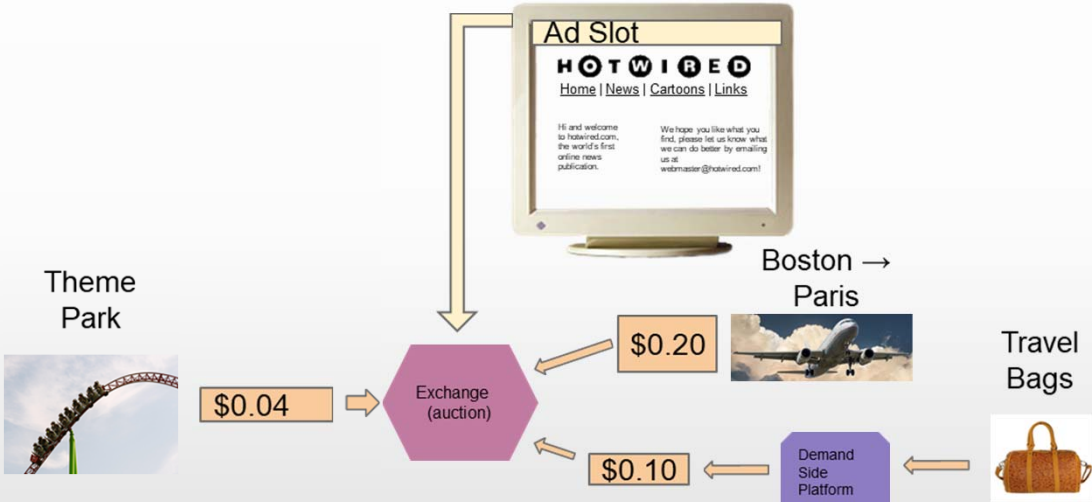 Ad Slot
HOTWIRED
Home | News | Cartoons | Links
Hi and welcome
to hotwired.com,
the world's first
online news
publication.
We hope you like what you
find, please let us know what
we can do better by emailing
us at
webmaster@hotwired.com!
Theme
Park
Boston →
Paris
$0.20
Travel
Bags
$0.04
Exchange
(auction)
$0.10
Demand
Side
Platform